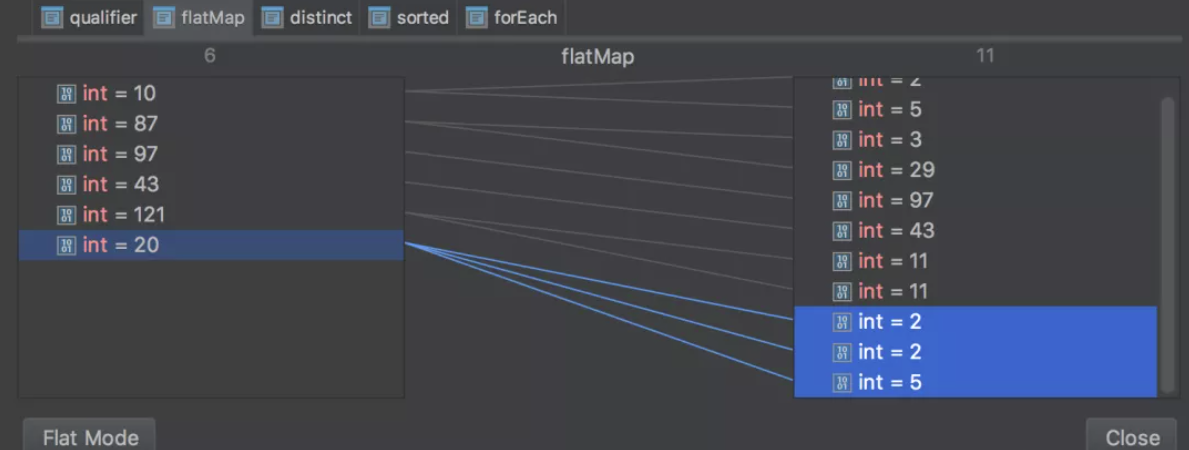 qualifier flatMap distinct sorted forEach
6 flatMap 11
int = 10
int = 87
int = 97
int = 43
int = 121
int = 20
int = 2
int = 5
int = 3
int = 29
int = 97
int = 43
int = 11
int = 11
int = 2
int = 2
int = 5
Flat Mode Close